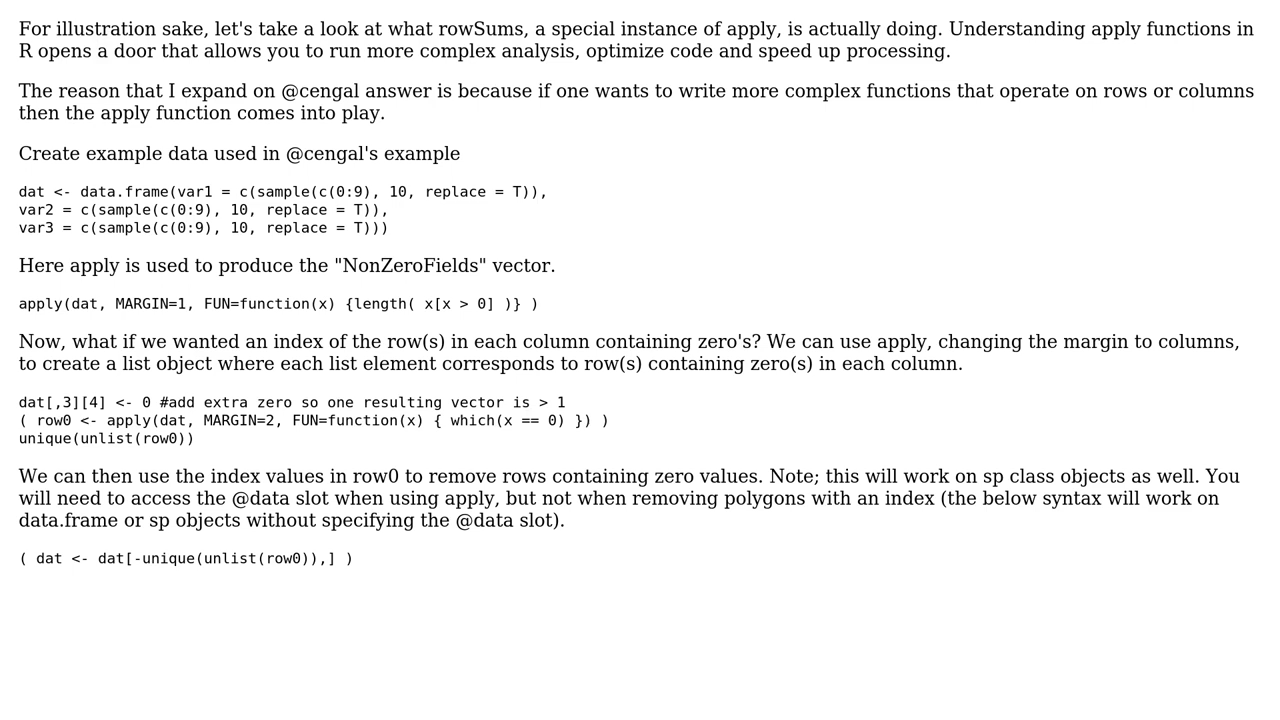 For illustration sake, let's take a look at what rowSums, a special instance of apply, is actually doing. Understanding apply functions in
R opens a door that allows you to run more complex analysis, optimize code and speed up processing.
The reason that I expand on @cengal answer is because if one wants to write more complex functions that operate on rows or columns
then the apply function comes into play.
Create example data used in @cengal's example
dat <- data.frame(var1 = c(sample(c(0:9), 10, replace = T)),
var2 = c(sample(c(0:9), 10, replace = T)),
var3 = c(sample(c(0:9), 10, replace = T)))
Here apply is used to produce the "NonZeroFields" vector.
apply(dat, MARGIN=1, FUN=function(x) {length( x[x > 0] )} )
Now, what if we wanted an index of the row(s) in each column containing zero's? We can use apply, changing the margin to columns,
to create a list object where each list element corresponds to row(s) containing zero(s) in each column.
dat[,3][4] <- 0 #add extra zero so one resulting vector is > 1
( row0 <- apply(dat, MARGIN=2, FUN=function(x) { which(x == 0) }) )
unique(unlist(row0))
We can then use the index values in row0 to remove rows containing zero values. Note; this will work on sp class objects as well. You
will need to access the @data slot when using apply, but not when removing polygons with an index (the below syntax will work on
data.frame or sp objects without specifying the @data slot).
( dat <- dat[-unique(unlist(row0)),] )